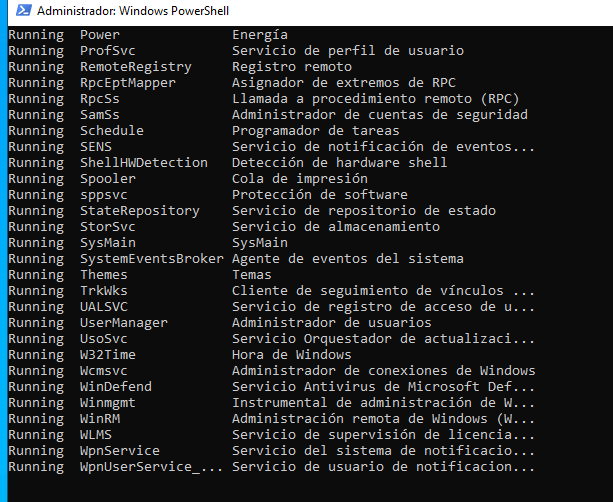 Administrador: Windows PowerShell
Running Power Energía
Running ProfSvc Servicio de perfil de usuario
Running RemoteRegistry Registro remoto
Running RpcEptMapper Asignador de extremos de RPC
Running RpcSs Llamada a procedimiento remoto (RPC)
Running SamSs Administrador de cuentas de seguridad
Running Schedule Programador de tareas
Running SENS Servicio de notificación de eventos...
Running ShellHWDetection Detección de hardware shell
Running Spooler Cola de impresión
Running sppsvc Protección de software
Running StateRepository Servicio de repositorio de estado
Running StorSvc Servicio de almacenamiento
Running SysMain SysMain
Running SystemEventsBroker Agente de eventos del sistema
Running Themes Temas
Running TrkWks Cliente de seguimiento de vínculos ...
Running UALSVC Servicio de registro de acceso de u...
Running UserManager Administrador de usuarios
Running UsoSvc Servicio Orquestador de actualizaci...
Running W32Time Hora de Windows
Running Wcmsvc Administrador de conexiones de Windows
Running WinDefend Servicio Antivirus de Microsoft Def...
Running Winmgmt Instrumental de administración de W...
Running WinRM Administración remota de Windows (W...
Running WLMS Servicio de supervisión de licencia...
Running WpnService Servicio del sistema de notificacio...
Running WpnUserService_... Servicio de usuario de notificacion...